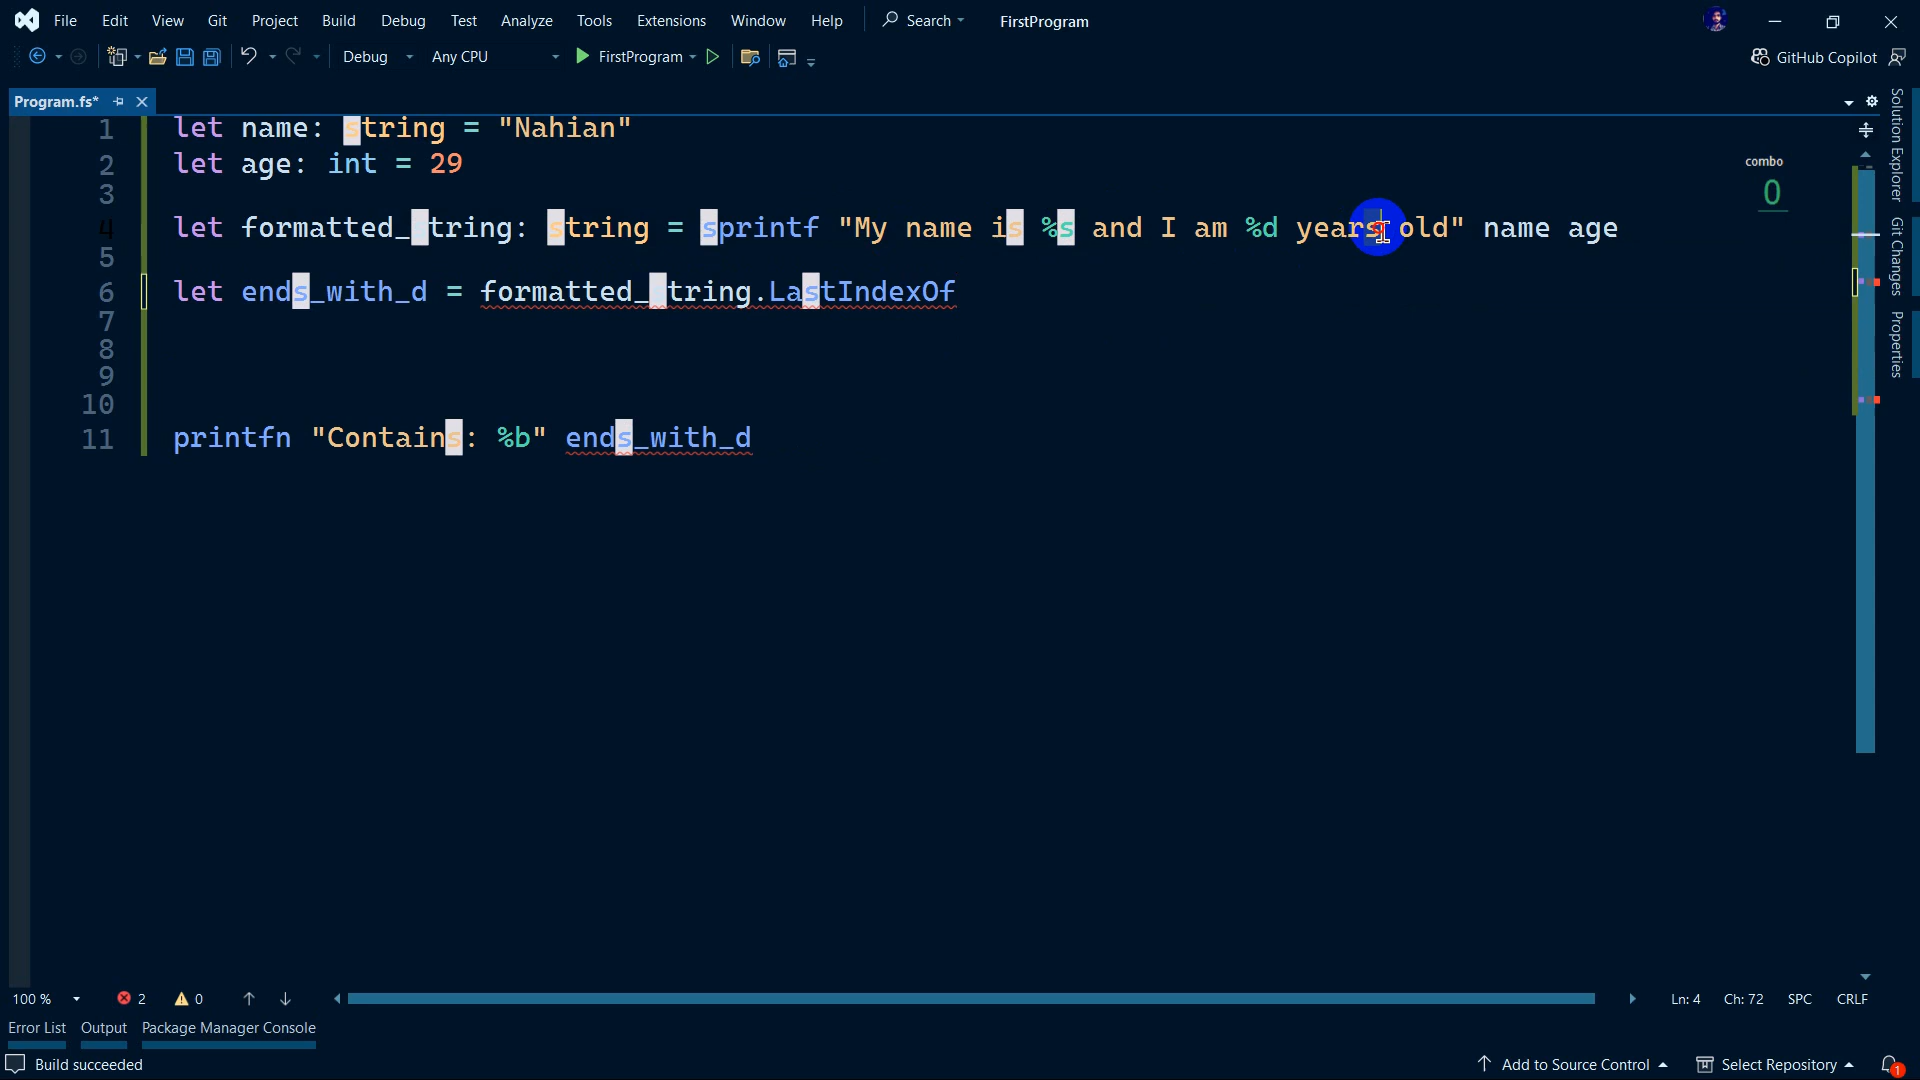 File Edit View Git Project Build Debug Test Analyze Tools Extensions Window Help Search FirstProgram
Debug Any CPU FirstProgram GitHub Copilot
Program.fs*
1 let name: string = "Nahian"
2 let age: int = 29
3
4 let formatted_string: string = sprintf "My name is %s and I am %d years old" name age
5
6 let ends_with_d = formatted_string.LastIndexOf
7
8
9
10
11 printfn "Contains: %b" ends_with_d
combo
0
Solution Explorer
Git Changes
Properties
100 % 2 0 Ln: 4 Ch: 72 SPC CRLF
Error List Output Package Manager Console
Build succeeded Add to Source Control Select Repository 1